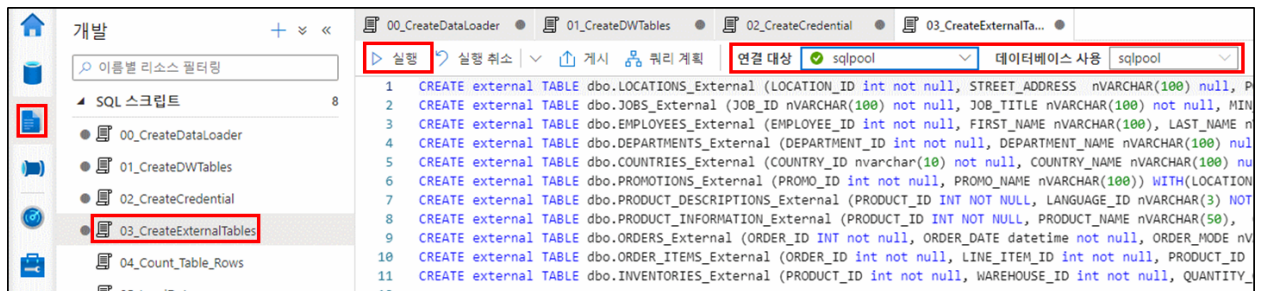 개발
이름별 리소스 필터링
SQL 스크립트 8
00_CreateDataLoader
01_CreateDWTables
02_CreateCredential
03_CreateExternalTables
04_Count_Table_Rows
00_CreateDataLoader 01_CreateDWTables 02_CreateCredential 03_CreateExternalTa...
실행 실행 취소 게시 쿼리 계획 연결 대상 sqlpool 데이터베이스 사용 sqlpool
1 CREATE external TABLE dbo.LOCATIONS_External (LOCATION_ID int not null, STREET_ADDRESS nVARCHAR(100) null,
2 CREATE external TABLE dbo.JOBS_External (JOB_ID nVARCHAR(100) not null, JOB_TITLE nVARCHAR(100) not null, MIN
3 CREATE external TABLE dbo.EMPLOYEES_External (EMPLOYEE_ID int not null, FIRST_NAME nVARCHAR(100), LAST_NAME
4 CREATE external TABLE dbo.DEPARTMENTS_External (DEPARTMENT_ID int not null, DEPARTMENT_NAME nVARCHAR(100)
5 CREATE external TABLE dbo.COUNTRIES_External (COUNTRY_ID nvarchar(10) not null, COUNTRY_NAME nVARCHAR(100)
6 CREATE external TABLE dbo.PROMOTIONS_External (PROMO_ID int not null, PROMO_NAME nVARCHAR(100)) WITH(LOCATION
7 CREATE external TABLE dbo.PRODUCT_DESCRIPTIONS_External (PRODUCT_ID INT NOT NULL, LANGUAGE_ID nVARCHAR(3) NOT
8 CREATE external TABLE dbo.PRODUCT_INFORMATION_External (PRODUCT_ID INT NOT NULL, PRODUCT_NAME nVARCHAR(50),
9 CREATE external TABLE dbo.ORDERS_External (ORDER_ID INT not null, ORDER_DATE datetime not null, ORDER_MODE
10 CREATE external TABLE dbo.ORDER_ITEMS_External (ORDER_ID int not null, LINE_ITEM_ID int not null, PRODUCT_ID
11 CREATE external TABLE dbo.INVENTORIES_External (PRODUCT_ID int not null, WAREHOUSE_ID int not null,